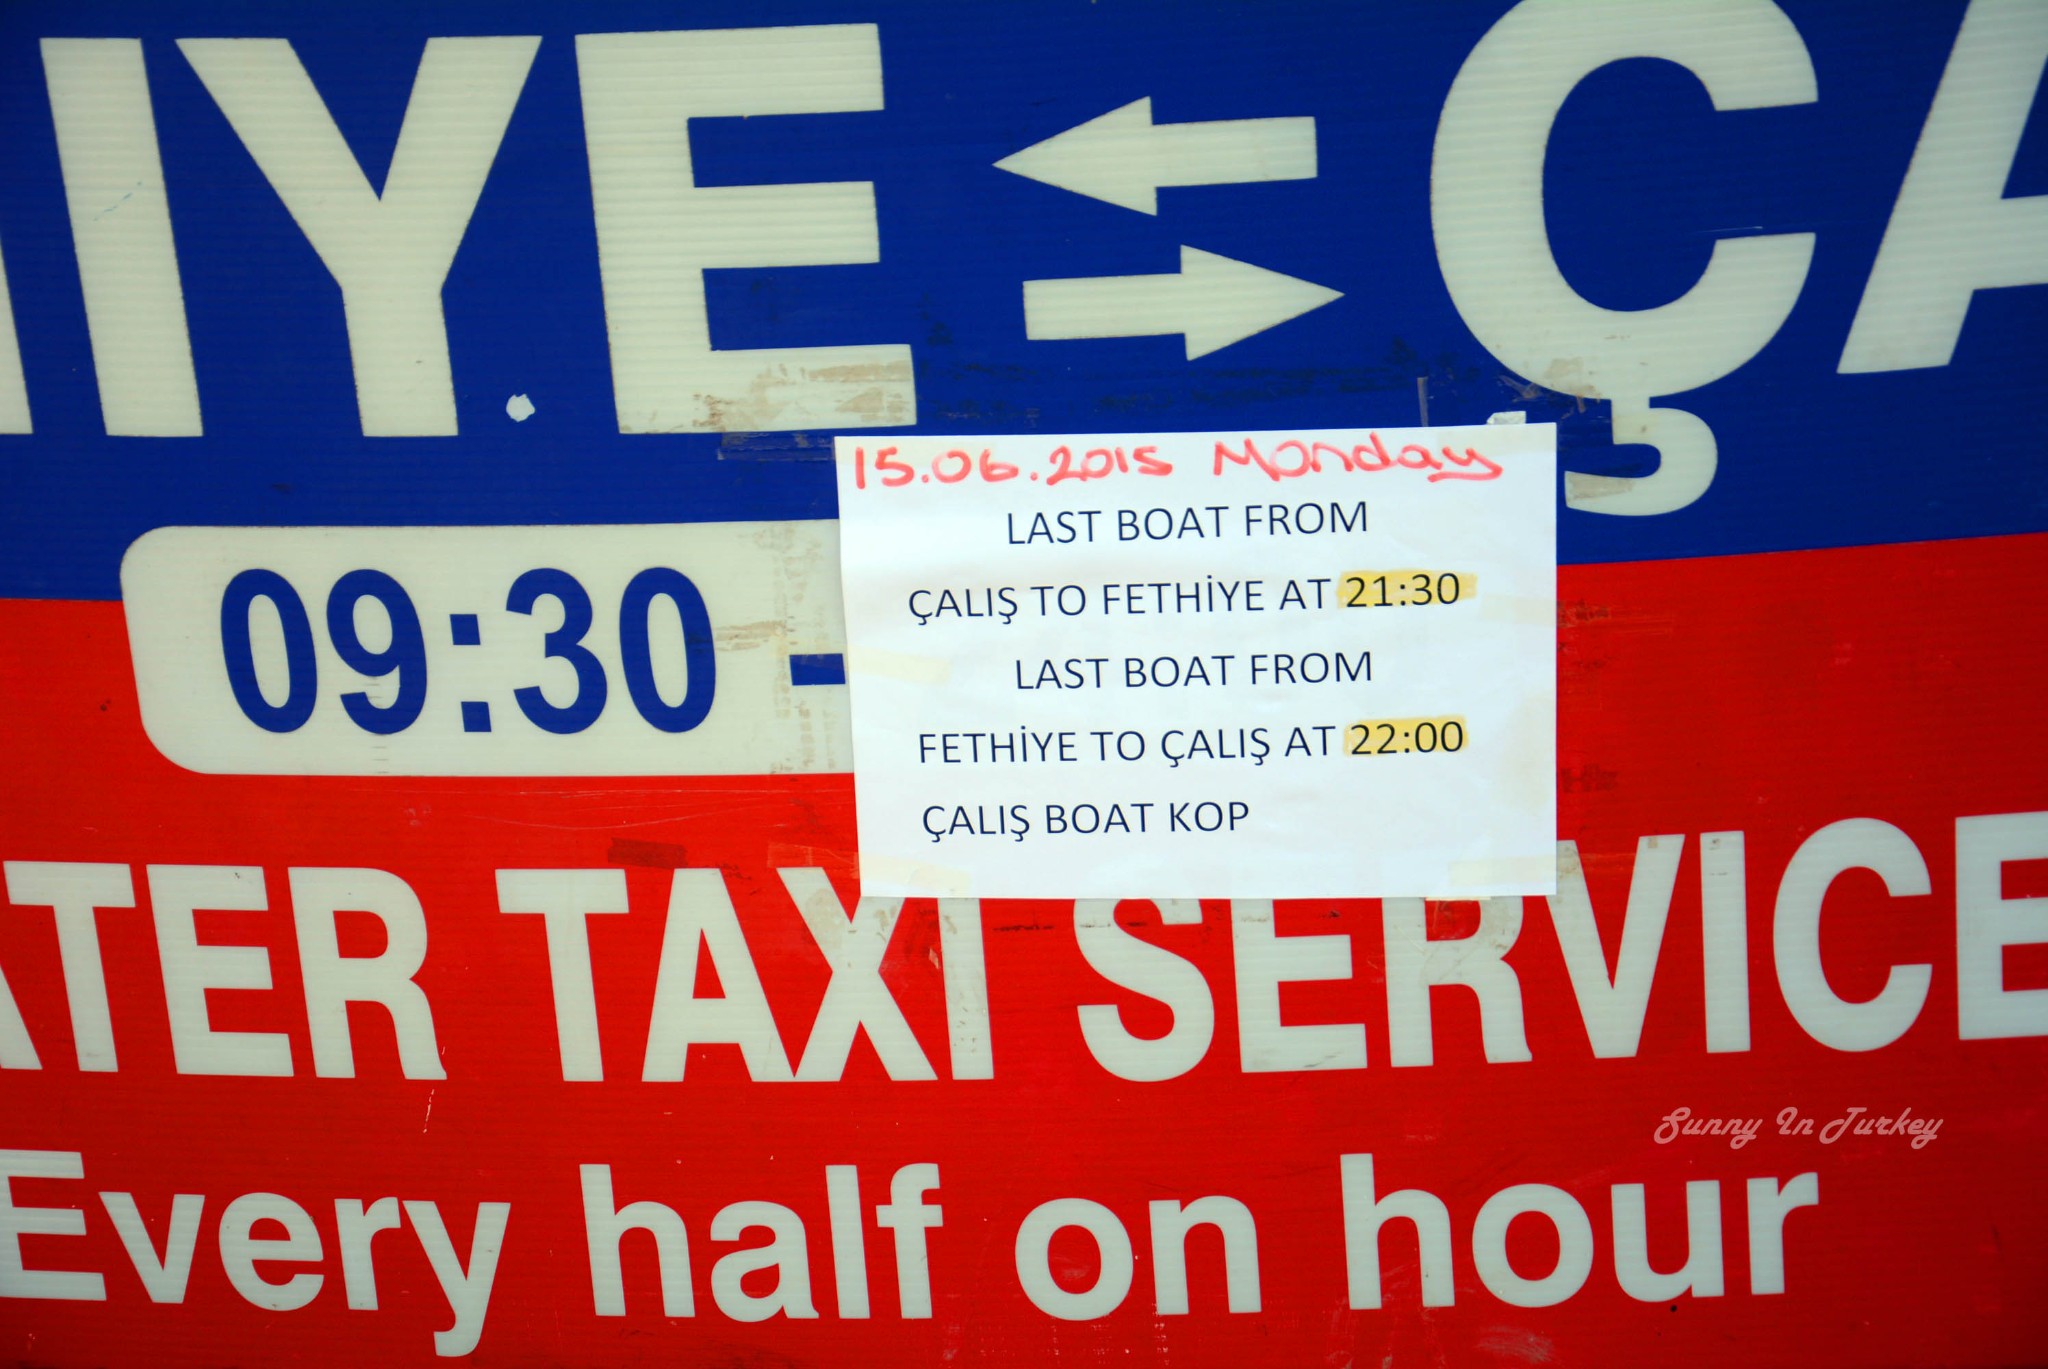 IYE ÇA
15.06.2015 Monday
LAST BOAT FROM
ÇALIŞ TO FETHİYE AT 21:30
LAST BOAT FROM
FETHİYE TO ÇALIŞ AT 22:00
ÇALIŞ BOAT KOP
09:30 -
ATER TAXI SERVICE
Sunny In Turkey
Every half on hour